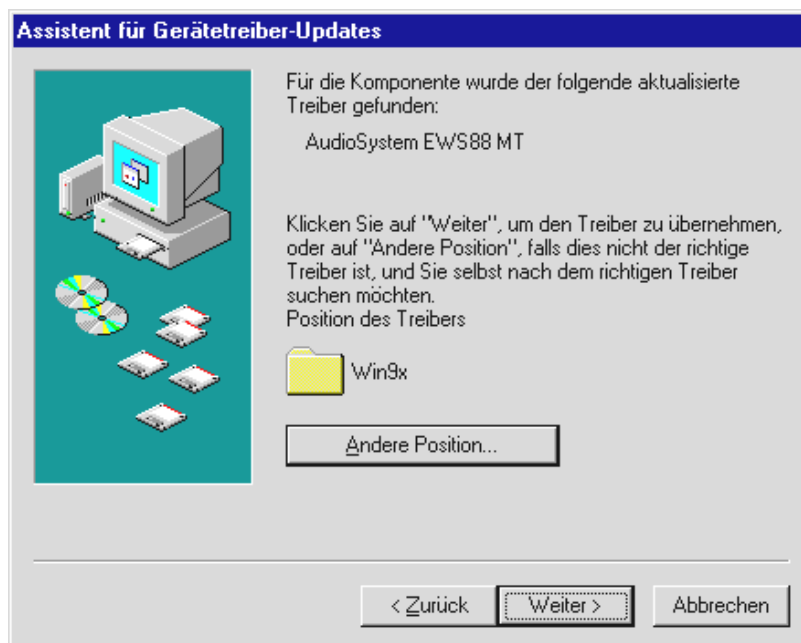 Assistent für Gerätetreiber-Updates
Für die Komponente wurde der folgende aktualisierte
Treiber gefunden:
AudioSystem EWS88 MT
Klicken Sie auf "Weiter", um den Treiber zu übernehmen,
oder auf "Andere Position", falls dies nicht der richtige
Treiber ist, und Sie selbst nach dem richtigen Treiber
suchen möchten.
Position des Treibers
Win9x
Andere Position...
< Zurück
Weiter >
Abbrechen